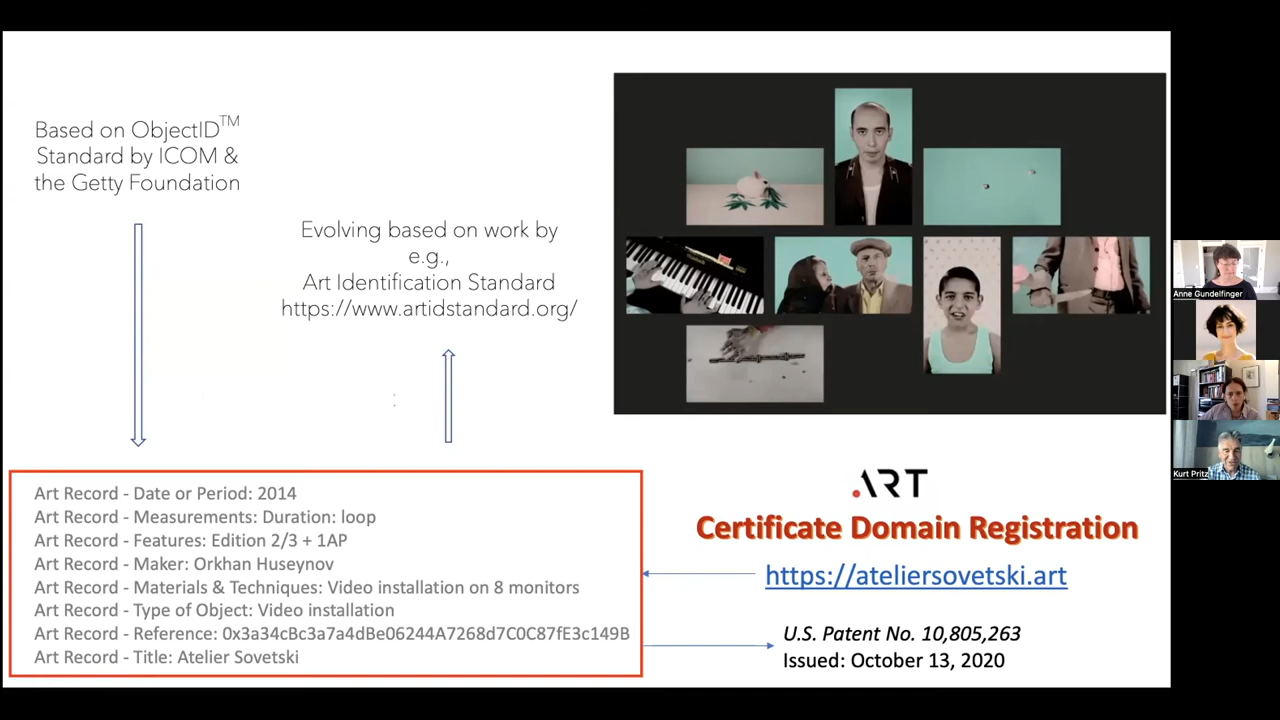 Based on ObjectID™
Standard by ICOM &
the Getty Foundation
Evolving based on work by
e.g.,
Art Identification Standard
https://www.artidstandard.org/
:
Art Record - Date or Period: 2014
Art Record - Measurements: Duration: loop
Art Record - Features: Edition 2/3 + 1AP
Art Record - Maker: Orkhan Huseynov
Art Record - Materials & Techniques: Video installation on 8 monitors
Art Record - Type of Object: Video installation
Art Record - Reference: 0x3a34cBc3a7a4dBe06244A7268d7C0C87fE3c149B
Art Record - Title: Atelier Sovetski
.ART
Certificate Domain Registration
https://ateliersovetski.art
U.S. Patent No. 10,805,263
Issued: October 13, 2020
Anne Gundelfinger
Kurt Pritz